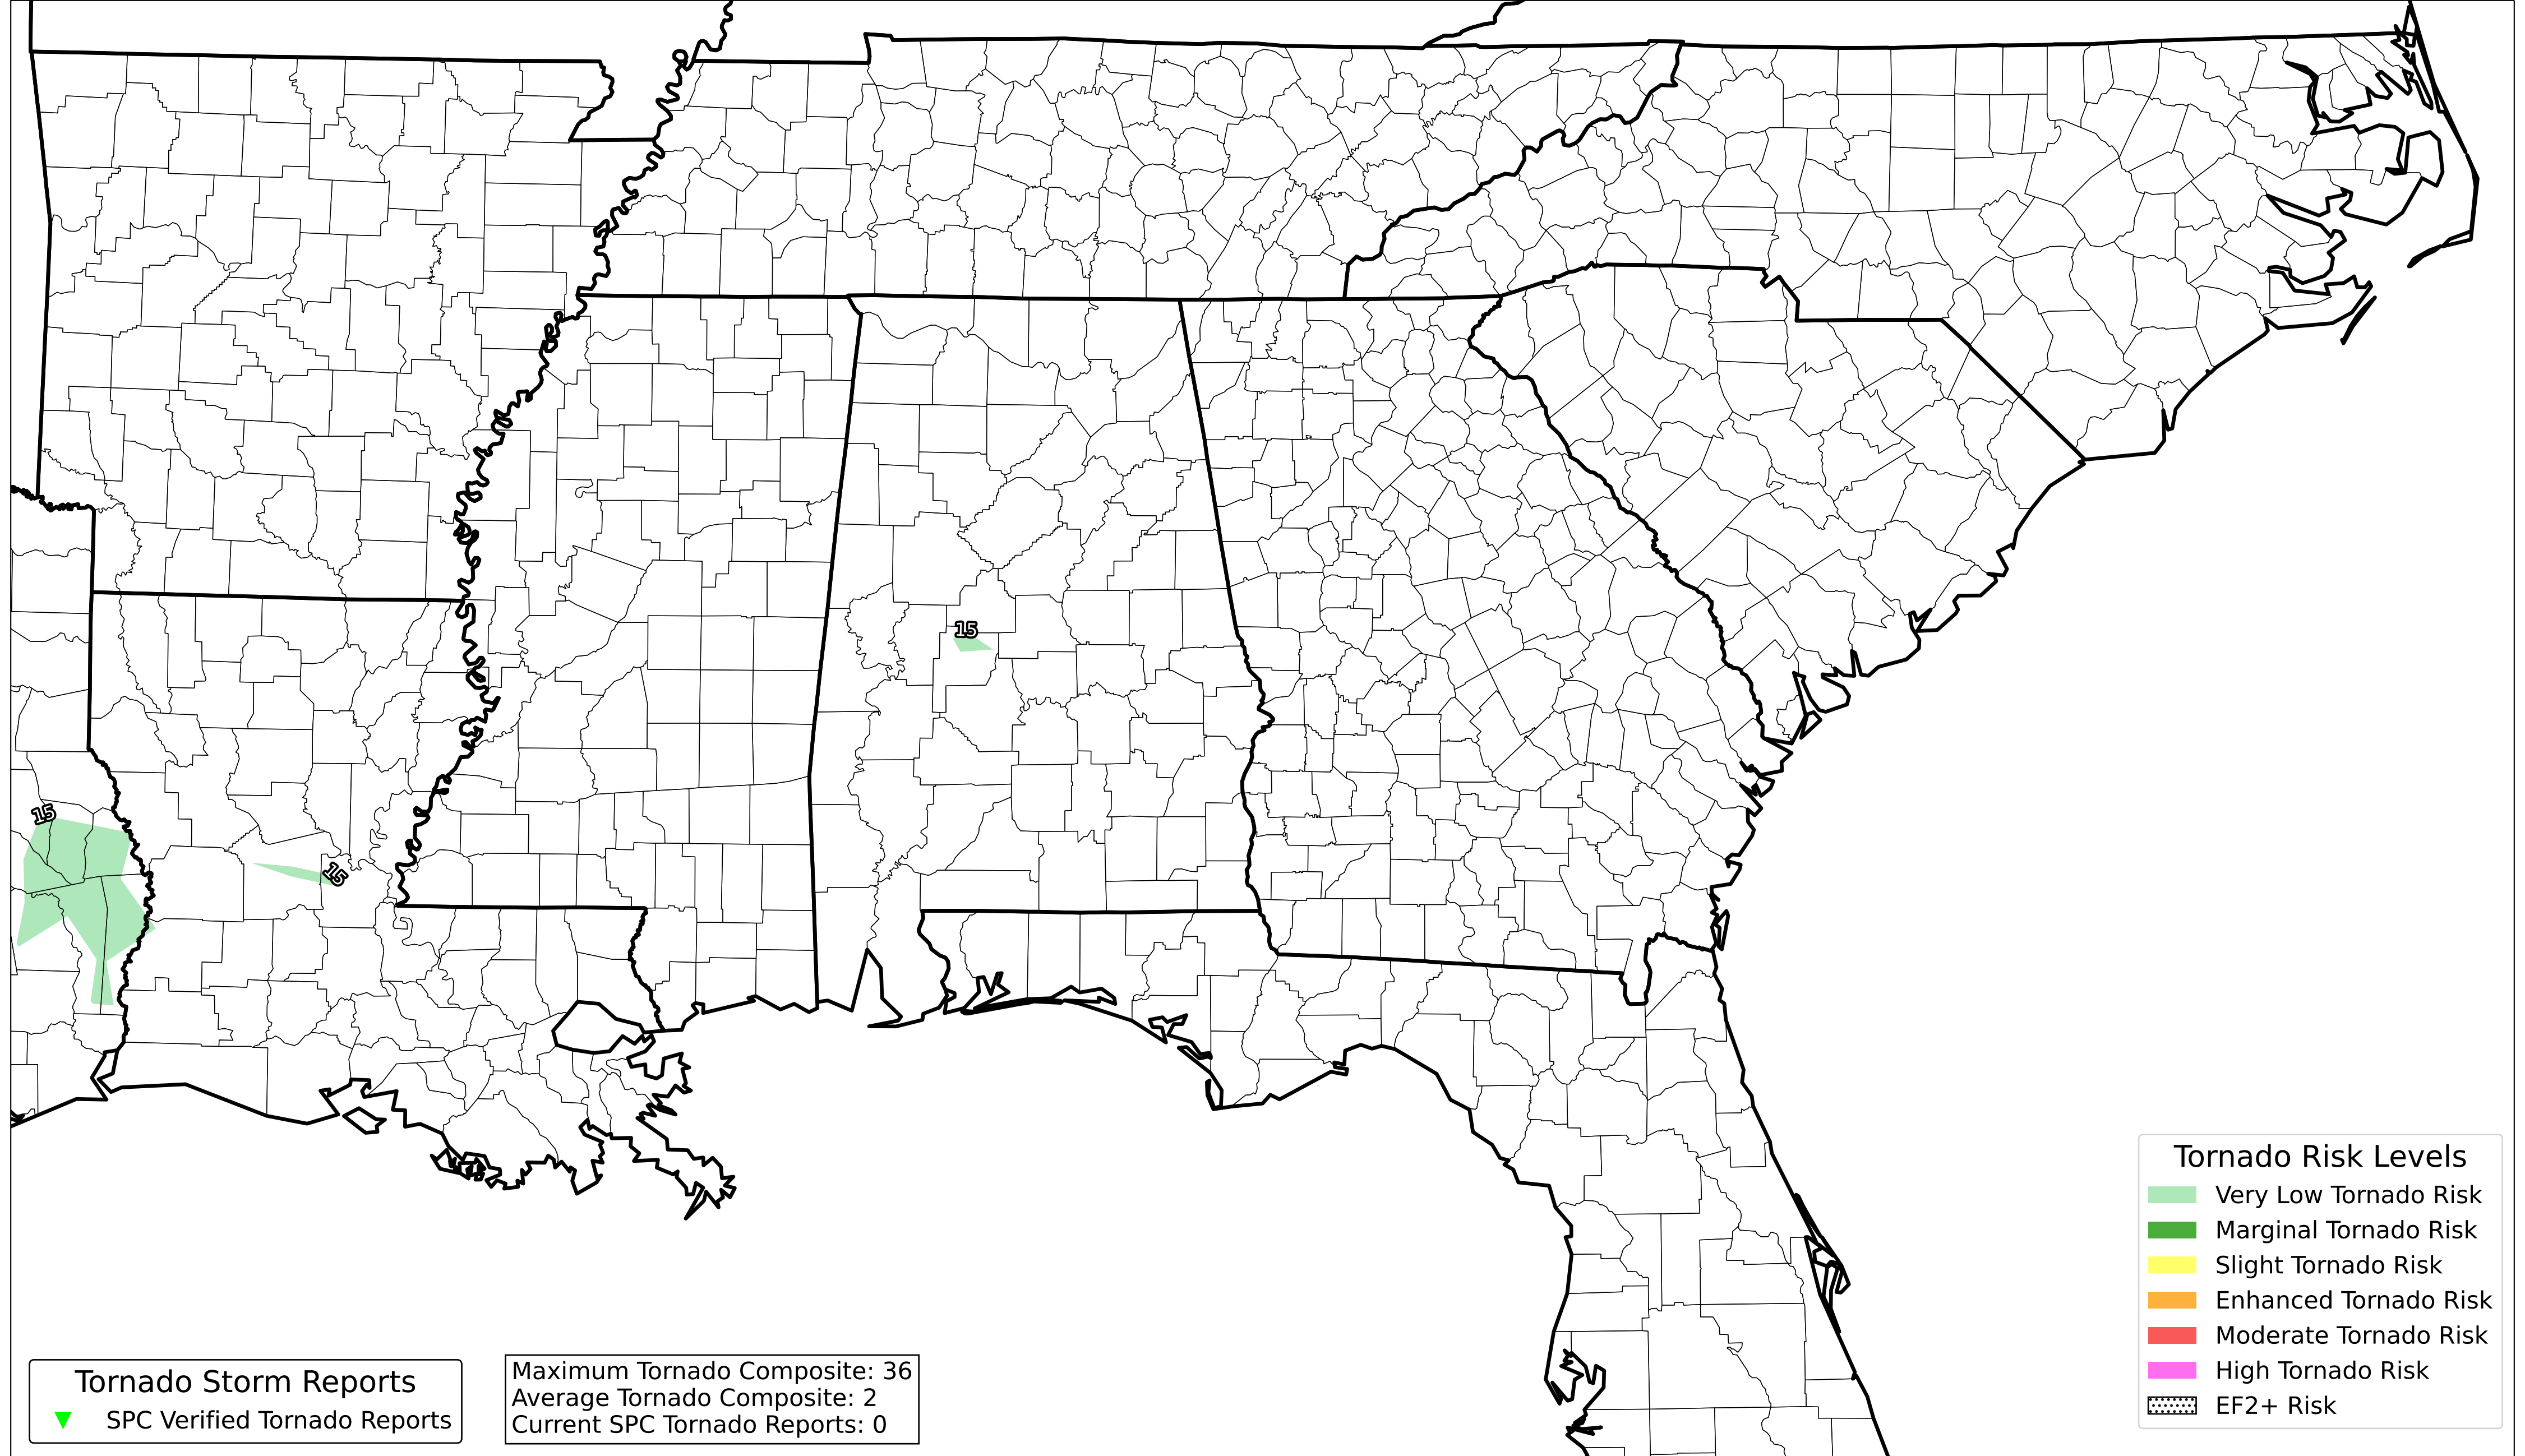 15
15
15
Tornado Risk Levels
Very Low Tornado Risk
Marginal Tornado Risk
Slight Tornado Risk
Enhanced Tornado Risk
Moderate Tornado Risk
High Tornado Risk
EF2+ Risk
Tornado Storm Reports
SPC Verified Tornado Reports
Maximum Tornado Composite: 36
Average Tornado Composite: 2
Current SPC Tornado Reports: 0